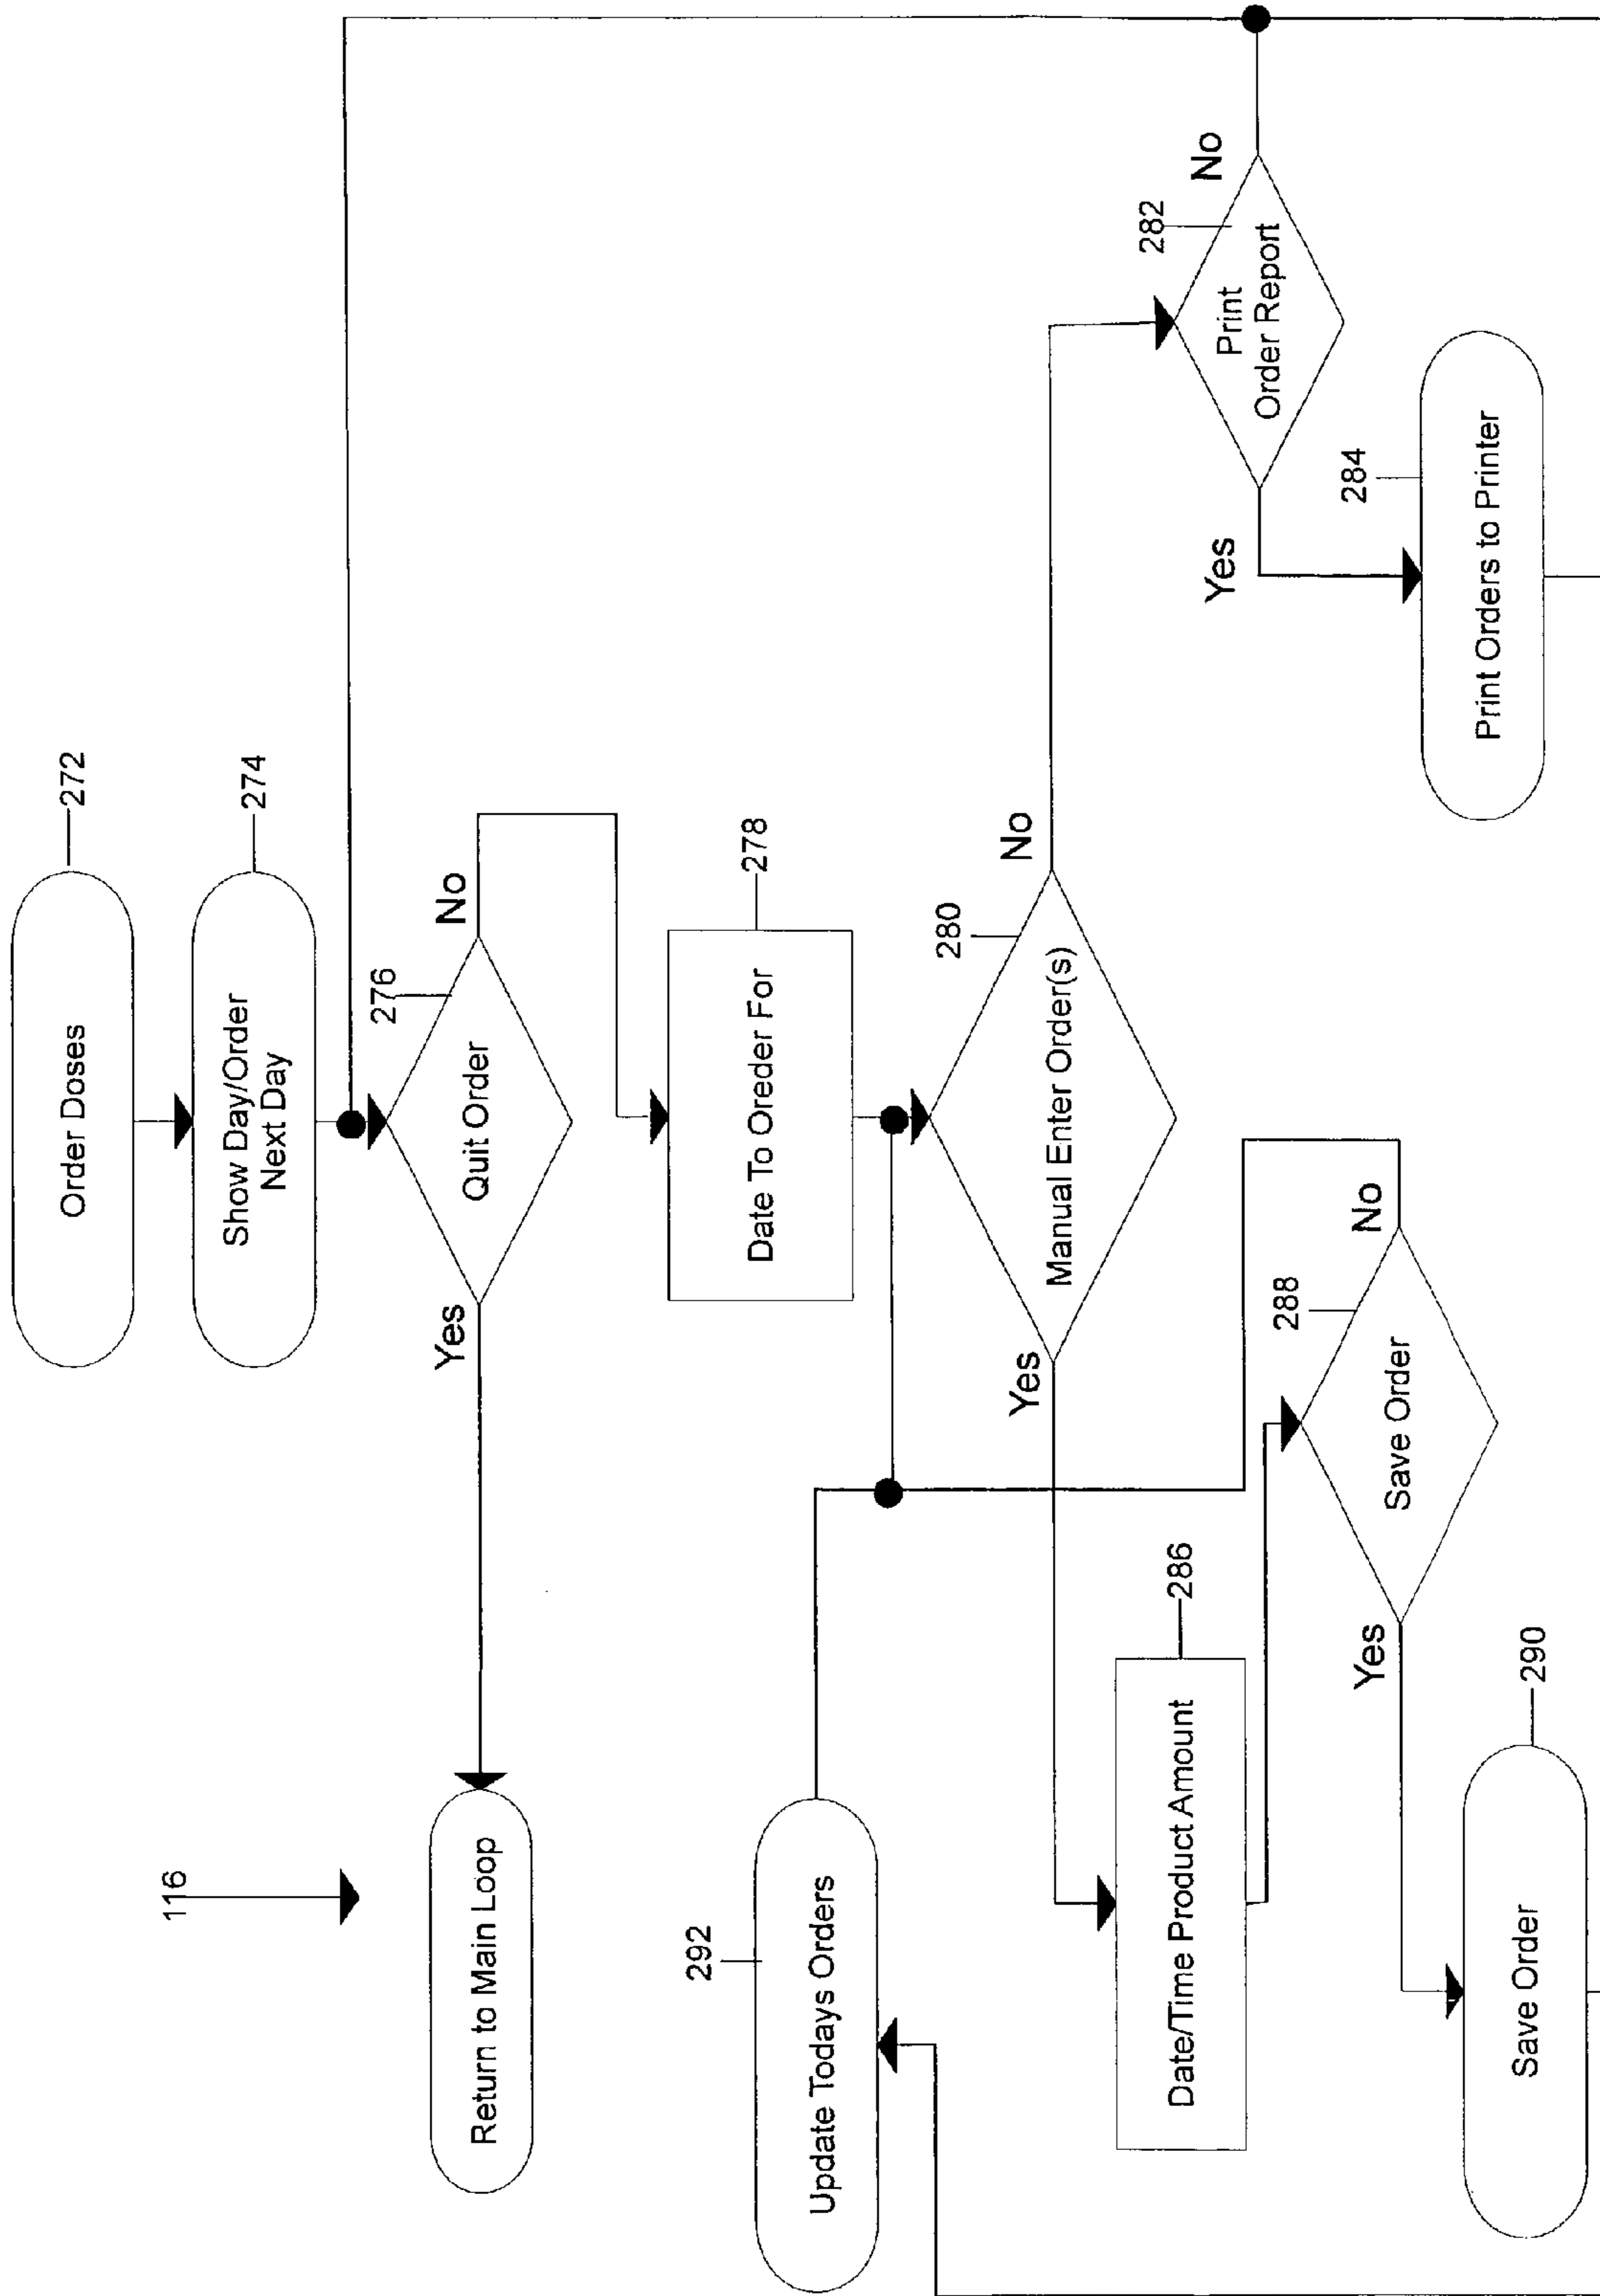 Order Doses
272
Show Day/Order
Next Day
274
116
276
Quit Order
Yes
No
Return to Main Loop
Date To Oreder For
278
292
Update Todays Orders
280
Manual Enter Order(s)
Yes
No
282
Print
Order Report
Yes
No
284
Print Orders to Printer
Date/Time Product Amount
286
288
Save Order
Yes
No
Save Order
290